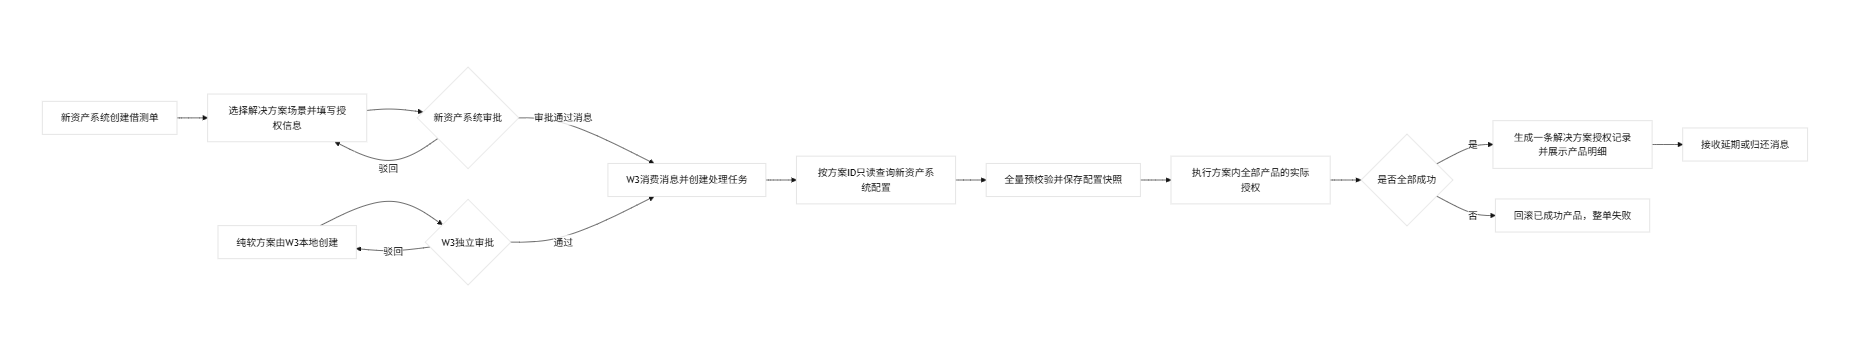 新资产系统创建借测单
选择解决方案场景并填写授
权信息
新资产系统审批
审批通过消息
驳回
纯软方案由W3本地创建
驳回
W3独立审批
通过
W3消费消息并创建处理任务
按方案ID只读查询新资产系
统配置
全量预校验并保存配置快照
执行方案内全部产品的实际
授权
是否全部成功
是
生成一条解决方案授权记录
并展示产品明细
接收延期或归还消息
否
回滚已成功产品，整单失败